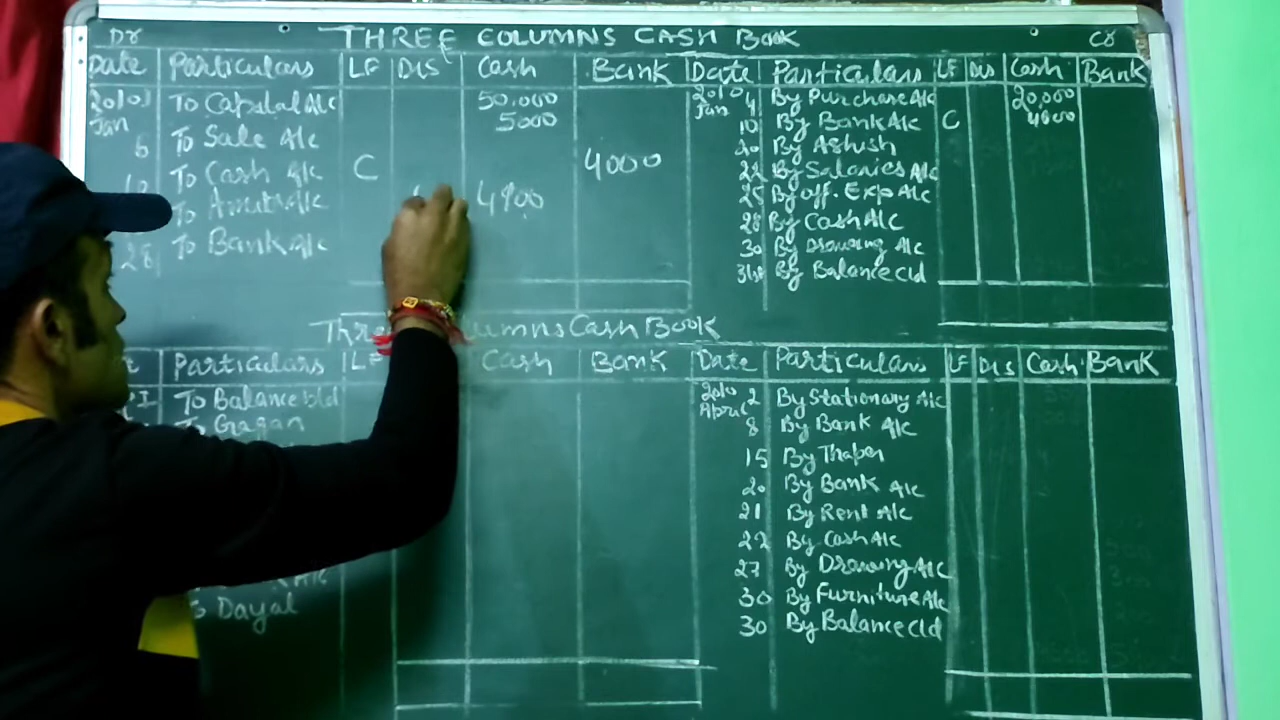 Dr THREE COLUMNS CASH BOOK Cr
Date Particulars LF DIS Cash Bank Date Particulars LF Dis Cash Bank
2010 To Capital A/c 50,000 2010 4 By Purchase A/c 20,000
Jan 5000 Jan 10 By Bank A/c C 4000
6 To Sale A/c 20 By Ashish
To Cash A/c C 4000 22 By Salaries A/c
To A/c 4900 25 By Off. Exp A/c
28 To Bank A/c 28 By Cash A/c
30 By Drawing A/c
By Balance c/d
Columns Cash Book
Particulars LF Cash Bank Date Particulars LF Dis Cash Bank
To Balance b/d 2010 2 By Stationary A/c
To Gagan April 8 By Bank A/c
15 By Thaper
20 By Bank A/c
21 By Rent A/c
22 By Cash A/c
27 By Drawing A/c
Dayal 30 By Furniture A/c
30 By Balance c/d